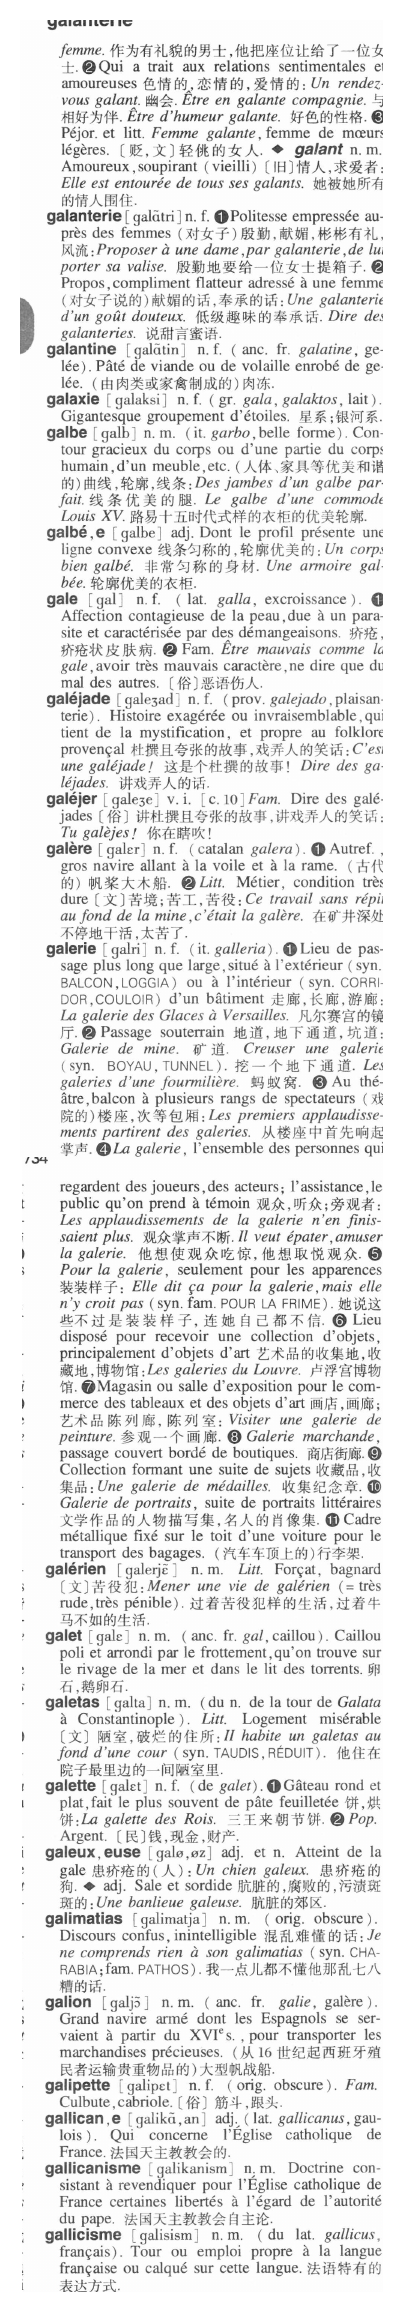 galanterie
femme. 作为有礼貌的男士,他把座位让给了一位女
士. ❷ Qui a trait aux relations sentimentales et
amoureuses 色情的,恋情的,爱情的: Un rendez-
vous galant. 幽会. Être en galante compagnie. 与
相好为伴. Être d'humeur galante. 好色的性格. ❸
Péjor. et litt. Femme galante, femme de mœurs
légères. 〔贬,文〕轻佻的女人. ◆ galant n. m.
Amoureux, soupirant (vieilli) 〔旧〕情人,求爱者:
Elle est entourée de tous ses galants. 她被她所有
的情人围住.
galanterie [galɑ̃tri] n. f. ❶ Politesse empressée au-
près des femmes (对女子) 殷勤,献媚,彬彬有礼,
风流: Proposer à une dame, par galanterie, de lui
porter sa valise. 殷勤地要给一位女士提箱子. ❷
Propos, compliment flatteur adressé à une femme
(对女子说的) 献媚的话,奉承的话: Une galanterie
d'un goût douteux. 低级趣味的奉承话. Dire des
galanteries. 说甜言蜜语.
galantine [galɑ̃tin] n. f. (anc. fr. galatine, ge-
lée). Pâté de viande ou de volaille enrobé de ge-
lée. (由肉类或家禽制成的) 肉冻.
galaxie [galaksi] n. f. (gr. gala, galaktos, lait).
Gigantesque groupement d'étoiles. 星系;银河系.
galbe [galb] n. m. (it. garbo, belle forme). Con-
tour gracieux du corps ou d'une partie du corps
humain, d'un meuble, etc. (人体、家具等优美和谐
的)曲线,轮廓,线条: Des jambes d'un galbe par-
fait. 线条优美的腿. Le galbe d'une commode
Louis XV. 路易十五时代式样的衣柜的优美轮廓.
galbé, e [galbe] adj. Dont le profil présente une
ligne convexe 线条匀称的,轮廓优美的: Un corps
bien galbé. 非常匀称的身材. Une armoire gal-
bée. 轮廓优美的衣柜.
gale [gal] n. f. (lat. galla, excroissance). ❶
Affection contagieuse de la peau, due à un para-
site et caractérisée par des démangeaisons. 疥疮,
疥疮状皮肤病. ❷ Fam. Être mauvais comme la
gale, avoir très mauvais caractère, ne dire que du
mal des autres. 〔俗〕恶语伤人.
galéjade [galeʒad] n. f. (prov. galejado, plaisan-
terie). Histoire exagérée ou invraisemblable, qui
tient de la mystification, et propre au folklore
provençal 杜撰且夸张的故事,戏弄人的笑话: C'est
une galéjade! 这是个杜撰的故事! Dire des ga-
léjades. 讲戏弄人的话.
galéjer [galeʒe] v. i. [c. 10] Fam. Dire des galé-
jades 〔俗〕讲杜撰且夸张的故事,讲戏弄人的笑话:
Tu galèjes! 你在瞎吹!
galère [galɛr] n. f. (catalan galera). ❶ Autref.,
gros navire allant à la voile et à la rame. (古代
的) 帆桨大木船. ❷ Litt. Métier, condition très
dure 〔文〕苦境;苦工,苦役: Ce travail sans répit
au fond de la mine, c'était la galère. 在矿井深处
不停地干活,太苦了.
galerie [galri] n. f. (it. galleria). ❶ Lieu de pas-
sage plus long que large, situé à l'extérieur (syn.
BALCON, LOGGIA) ou à l'intérieur (syn. CORRI-
DOR, COULOIR) d'un bâtiment 走廊,长廊,游廊:
La galerie des Glaces à Versailles. 凡尔赛宫的镜
厅. ❷ Passage souterrain 地道,地下通道,坑道:
Galerie de mine. 矿道. Creuser une galerie
(syn. BOYAU, TUNNEL). 挖一个地下通道. Les
galeries d'une fourmilière. 蚂蚁窝. ❸ Au thé-
âtre, balcon à plusieurs rangs de spectateurs (戏
院的)楼座,次等包厢: Les premiers applaudisse-
ments partirent des galeries. 从楼座中首先响起
掌声. ❹ La galerie, l'ensemble des personnes qui
734
regardent des joueurs, des acteurs; l'assistance, le
public qu'on prend à témoin 观众,听众;旁观者:
Les applaudissements de la galerie n'en finis-
saient plus. 观众掌声不断. Il veut épater, amuser
la galerie. 他想使观众吃惊,他想取悦观众. ❺
Pour la galerie, seulement pour les apparences
装装样子: Elle dit ça pour la galerie, mais elle
n'y croit pas (syn. fam. POUR LA FRIME). 她说这
些不过是装装样子,连她自己都不信. ❻ Lieu
disposé pour recevoir une collection d'objets,
principalement d'objets d'art 艺术品的收集地,收
藏地,博物馆: Les galeries du Louvre. 卢浮宫博物
馆. ❼ Magasin ou salle d'exposition pour le com-
merce des tableaux et des objets d'art 画店,画廊;
艺术品陈列廊,陈列室: Visiter une galerie de
peinture. 参观一个画廊. ❽ Galerie marchande,
passage couvert bordé de boutiques. 商店街廊. ❾
Collection formant une suite de sujets 收藏品,收
集品: Une galerie de médailles. 收集纪念章. ❿
Galerie de portraits, suite de portraits littéraires
文学作品的人物描写集,名人的肖像集. ⓫ Cadre
métallique fixé sur le toit d'une voiture pour le
transport des bagages. (汽车车顶上的)行李架.
galérien [galerjɛ̃] n. m. Litt. Forçat, bagnard
〔文〕苦役犯: Mener une vie de galérien (= très
rude, très pénible). 过着苦役犯样的生活,过着牛
马不如的生活.
galet [galɛ] n. m. (anc. fr. gal, caillou). Caillou
poli et arrondi par le frottement, qu'on trouve sur
le rivage de la mer et dans le lit des torrents. 卵
石,鹅卵石.
galetas [galta] n. m. (du n. de la tour de Galata
à Constantinople). Litt. Logement misérable
〔文〕陋室,破烂的住所: Il habite un galetas au
fond d'une cour (syn. TAUDIS, RÉDUIT). 他住在
院子最里边的一间陋室里.
galette [galɛt] n. f. (de galet). ❶ Gâteau rond et
plat, fait le plus souvent de pâte feuilletée 饼,烘
饼: La galette des Rois. 三王来朝节饼. ❷ Pop.
Argent. 〔民〕钱,现金,财产.
galeux, euse [galø, øz] adj. et n. Atteint de la
gale 患疥疮的(人): Un chien galeux. 患疥疮的
狗. ◆ adj. Sale et sordide 肮脏的,腐败的,污渍斑
斑的: Une banlieue galeuse. 肮脏的郊区.
galimatias [galimatja] n. m. (orig. obscure).
Discours confus, inintelligible 混乱难懂的话: Je
ne comprends rien à son galimatias (syn. CHA-
RABIA; fam. PATHOS). 我一点儿都不懂他那乱七八
糟的话.
galion [galjɔ̃] n. m. (anc. fr. galie, galère).
Grand navire armé dont les Espagnols se ser-
vaient à partir du XVIe s., pour transporter les
marchandises précieuses. (从 16 世纪起西班牙殖
民者运输贵重物品的)大型帆战船.
galipette [galipɛt] n. f. (orig. obscure). Fam.
Culbute, cabriole. 〔俗〕筋斗,跟头.
gallican, e [galikɑ̃, an] adj. (lat. gallicanus, gau-
lois). Qui concerne l'Église catholique de
France. 法国天主教教会的.
gallicanisme [galikanism] n. m. Doctrine con-
sistant à revendiquer pour l'Église catholique de
France certaines libertés à l'égard de l'autorité
du pape. 法国天主教教会自主论.
gallicisme [galisism] n. m. (du lat. gallicus,
français). Tour ou emploi propre à la langue
française ou calqué sur cette langue. 法语特有的
表达方式.